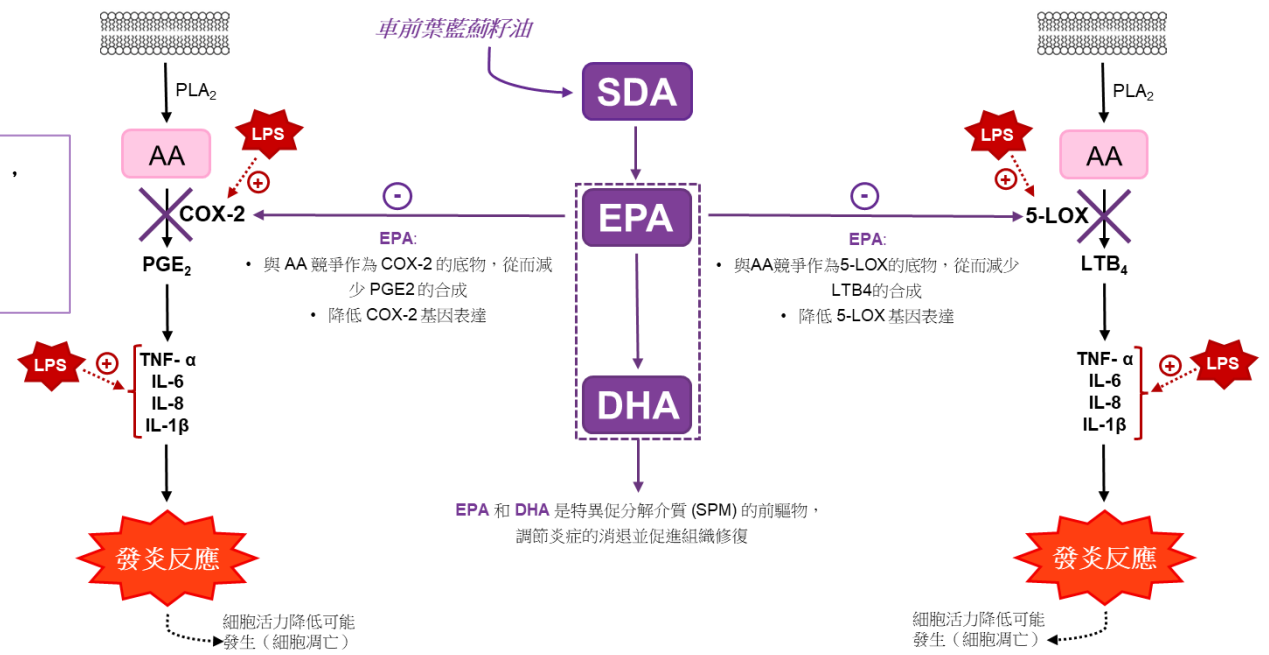 車前葉藍薊籽油
PLA2
LPS
AA
,
COX-2
PGE2
LPS
TNF- α
IL-6
IL-8
IL-1β
發炎反應
細胞活力降低可能
發生（細胞凋亡）
SDA
EPA
DHA
EPA:
• 與 AA 競爭作為 COX-2 的底物，從而減
少 PGE2 的合成
• 降低 COX-2 基因表達
EPA:
• 與AA競爭作為5-LOX的底物，從而減少
LTB4的合成
• 降低 5-LOX 基因表達
EPA 和 DHA 是特異促分解介質 (SPM) 的前驅物，
調節炎症的消退並促進組織修復
PLA2
LPS
AA
5-LOX
LTB4
TNF- α
IL-6
IL-8
IL-1β
LPS
發炎反應
細胞活力降低可能
發生（細胞凋亡）